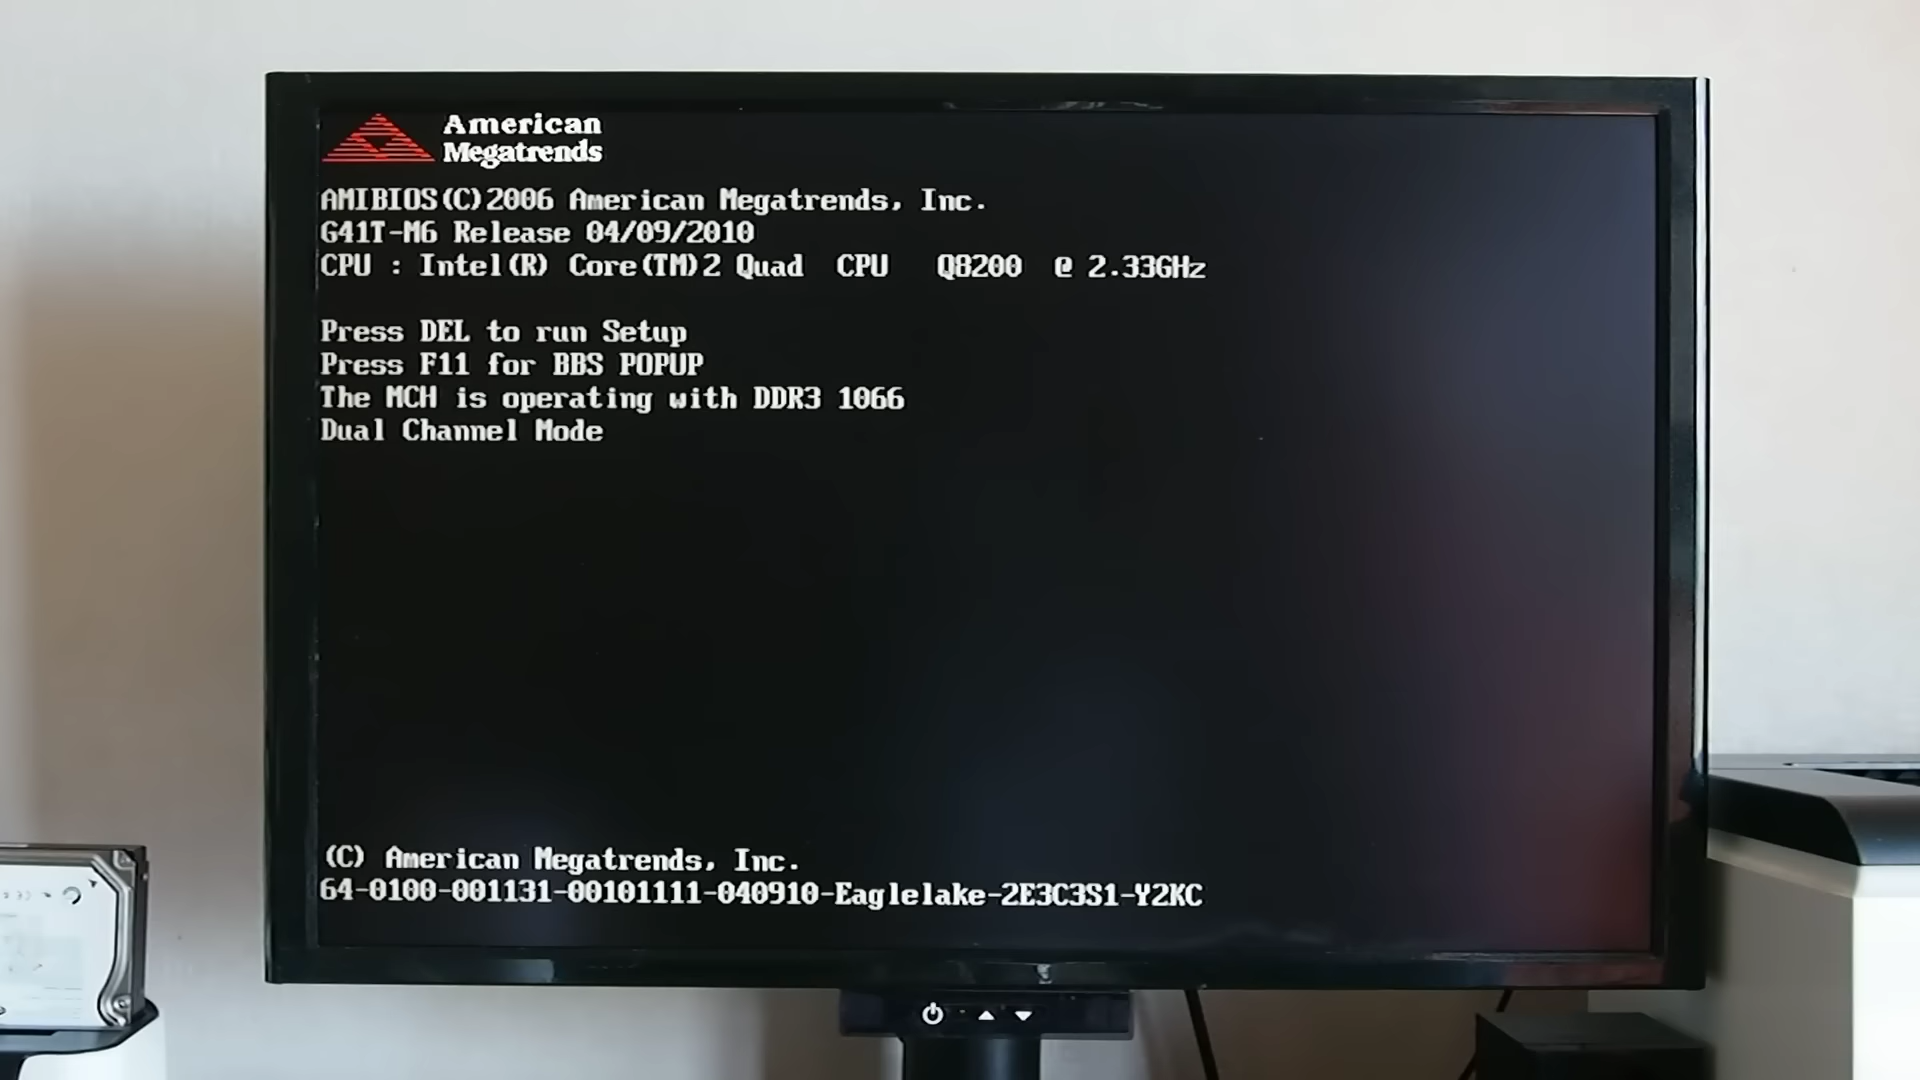 American
Megatrends
AMIBIOS(C)2006 American Megatrends, Inc.
G41T-M6 Release 04/09/2010
CPU : Intel(R) Core(TM)2 Quad CPU Q8200 @ 2.33GHz
Press DEL to run Setup
Press F11 for BBS POPUP
The MCH is operating with DDR3 1066
Dual Channel Mode
(C) American Megatrends, Inc.
64-0100-001131-00101111-040910-Eaglelake-2E3C3S1-Y2KC